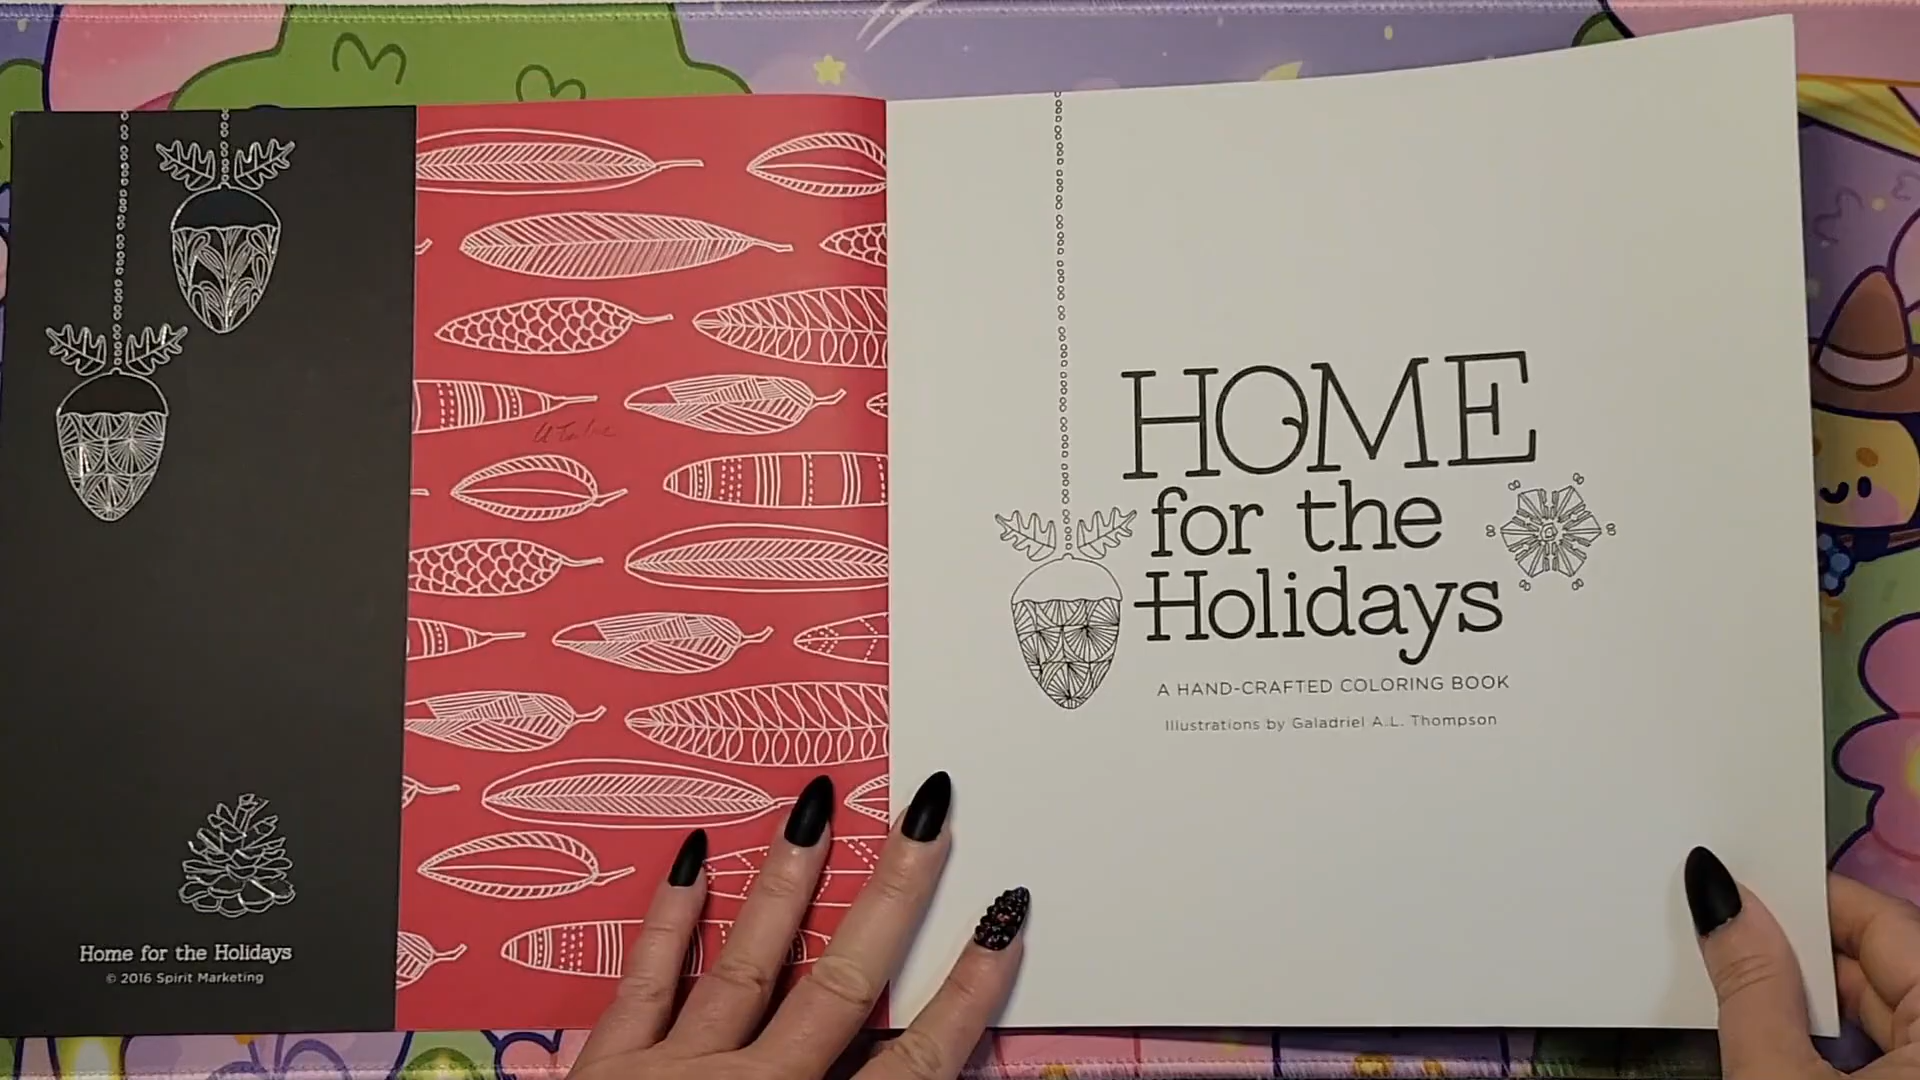 Home for the Holidays
© 2016 Spirit Marketing
HOME
for the
Holidays
A HAND-CRAFTED COLORING BOOK
Illustrations by Galadriel A.L. Thompson